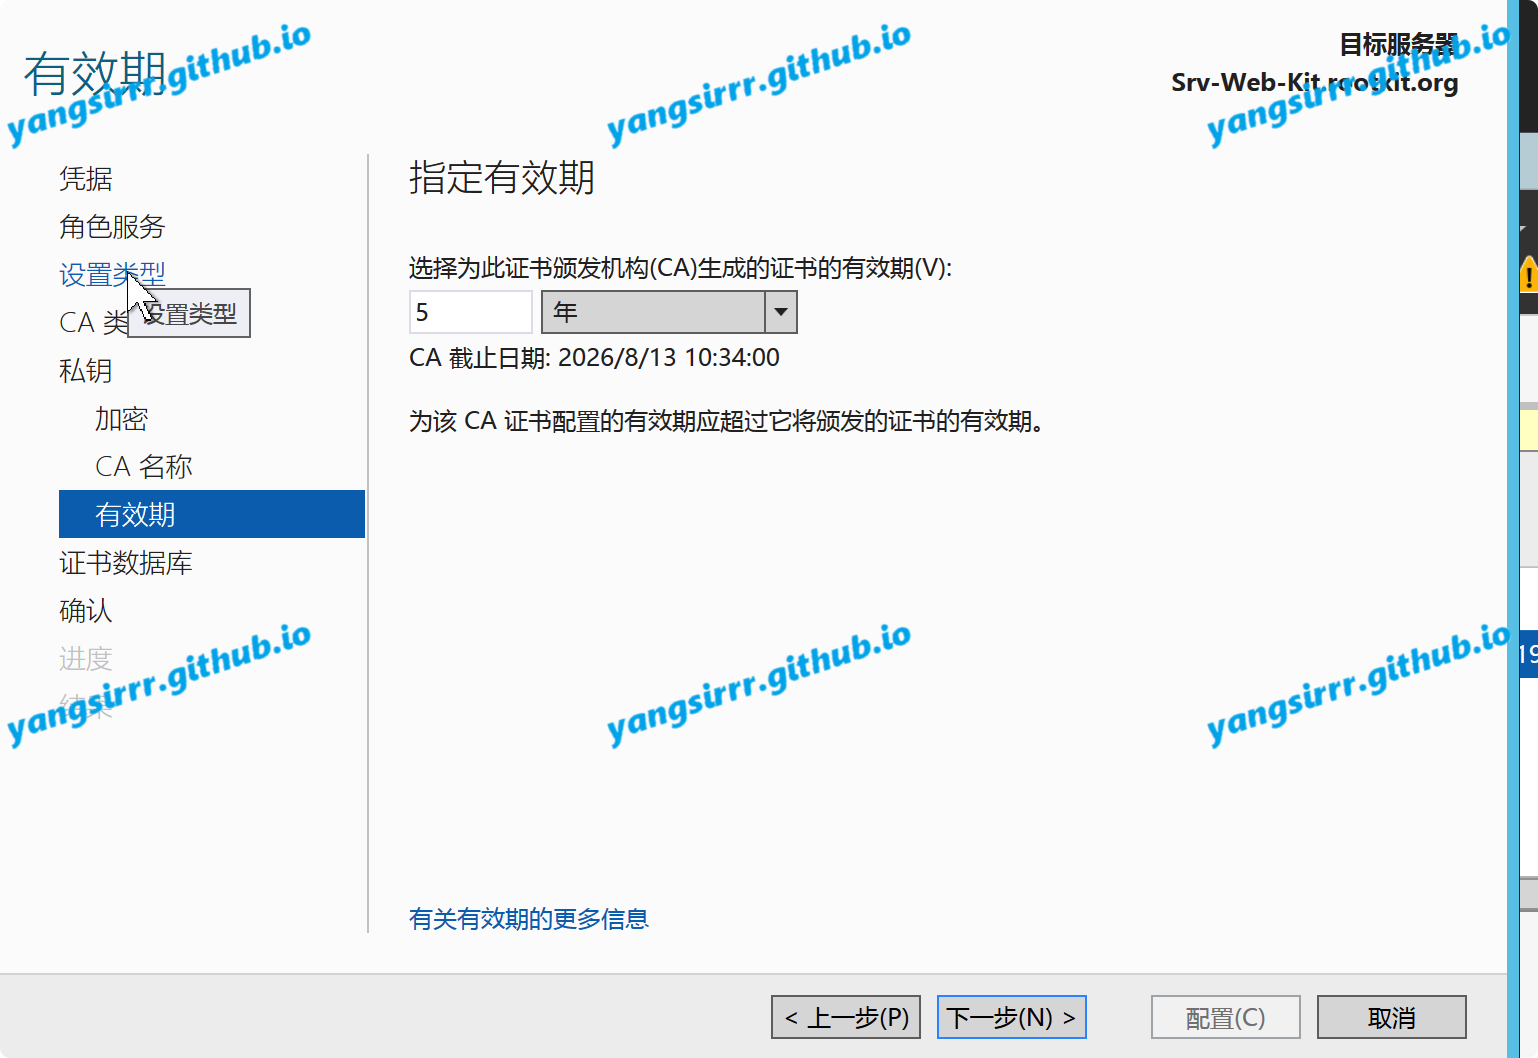 有效期
目标服务器
Srv-Web-Kit.rootkit.org
凭据
角色服务
设置类型
设置类型
CA 类
私钥
加密
CA 名称
有效期
证书数据库
确认
进度
结果
指定有效期
选择为此证书颁发机构(CA)生成的证书的有效期(V):
5 年
CA 截止日期: 2026/8/13 10:34:00
为该 CA 证书配置的有效期应超过它将颁发的证书的有效期。
有关有效期的更多信息
< 上一步(P) 下一步(N) > 配置(C) 取消
19
yangsirrr.github.io
yangsirrr.github.io
yangsirrr.github.io
yangsirrr.github.io
yangsirrr.github.io
yangsirrr.github.io